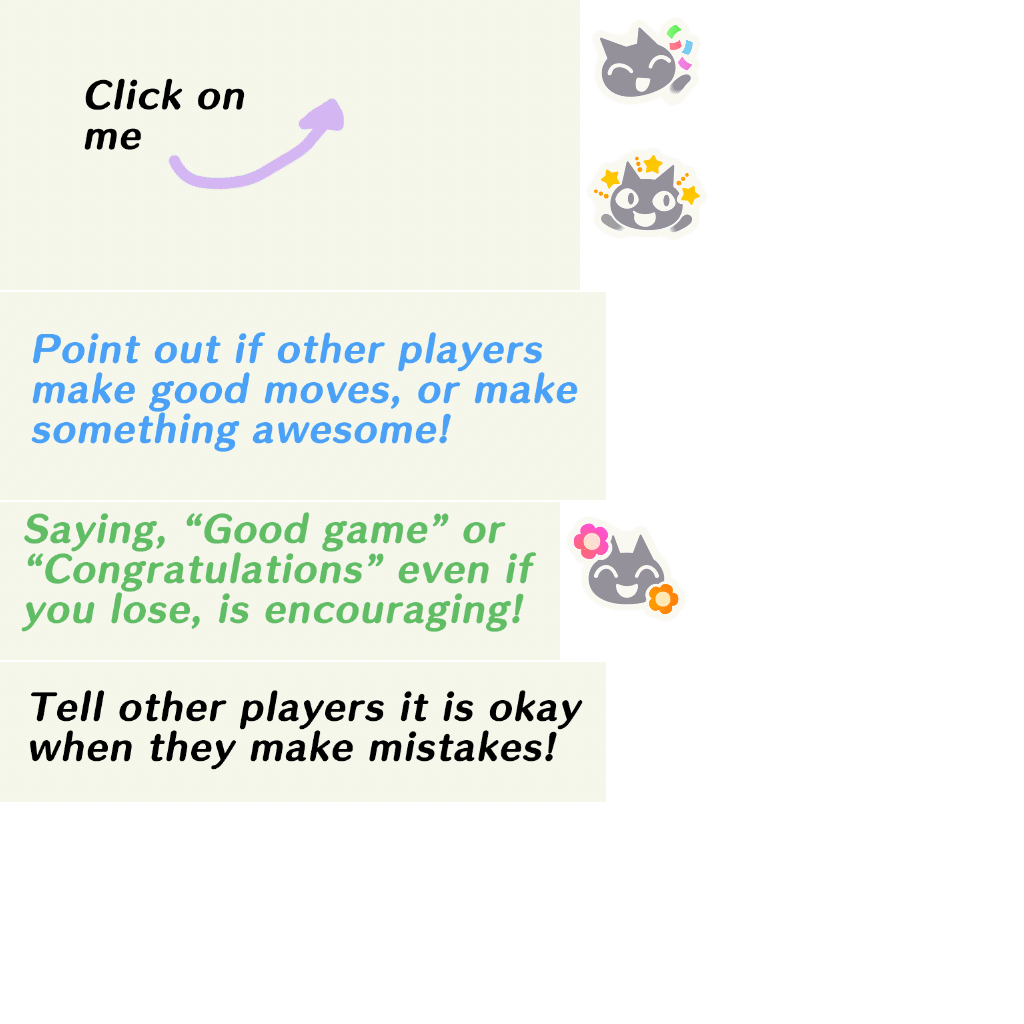 Click on
me
Point out if other players
make good moves, or make
something awesome!
Saying, “Good game” or
“Congratulations” even if
you lose, is encouraging!
Tell other players it is okay
when they make mistakes!